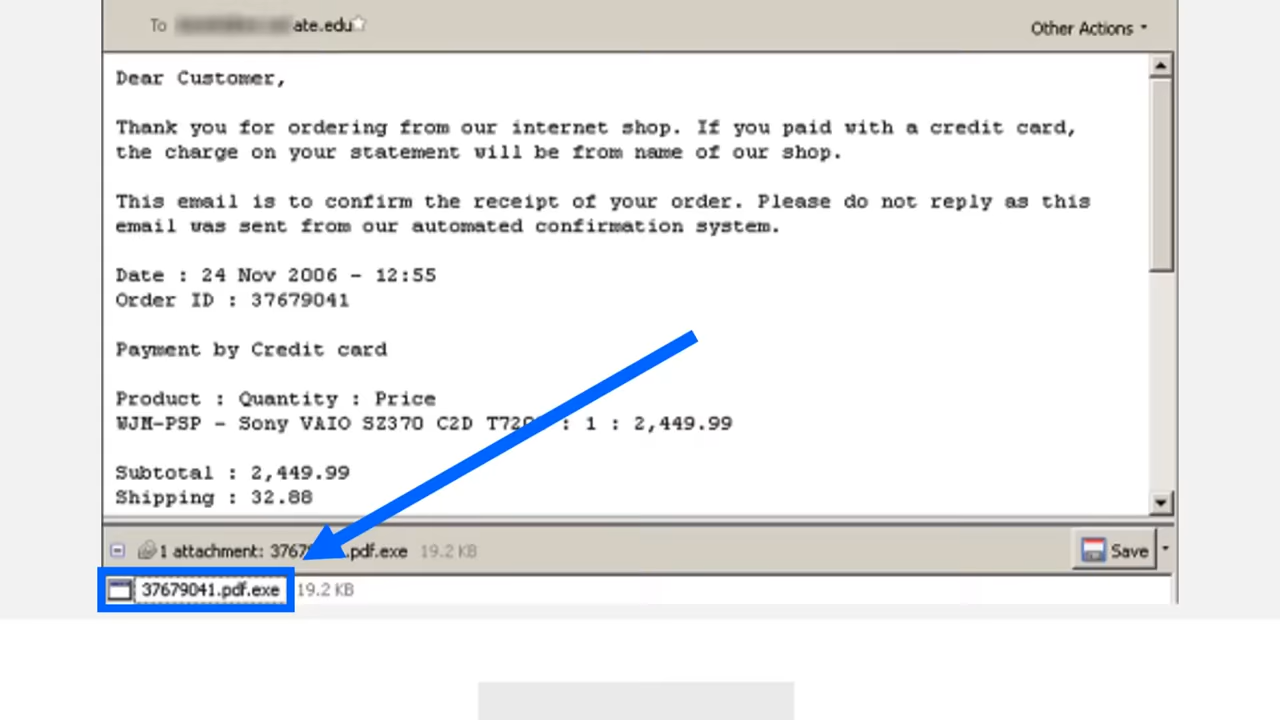 To ate.edu
Other Actions
Dear Customer,
Thank you for ordering from our internet shop. If you paid with a credit card,
the charge on your statement will be from name of our shop.
This email is to confirm the receipt of your order. Please do not reply as this
email was sent from our automated confirmation system.
Date : 24 Nov 2006 - 12:55
Order ID : 37679041
Payment by Credit card
Product : Quantity : Price
WJM-PSP - Sony VAIO SZ370 C2D : 1 : 2,449.99
Subtotal : 2,449.99
Shipping : 32.88
1 attachment: .pdf.exe 19.2 KB
Save
37679041.pdf.exe 19.2 KB